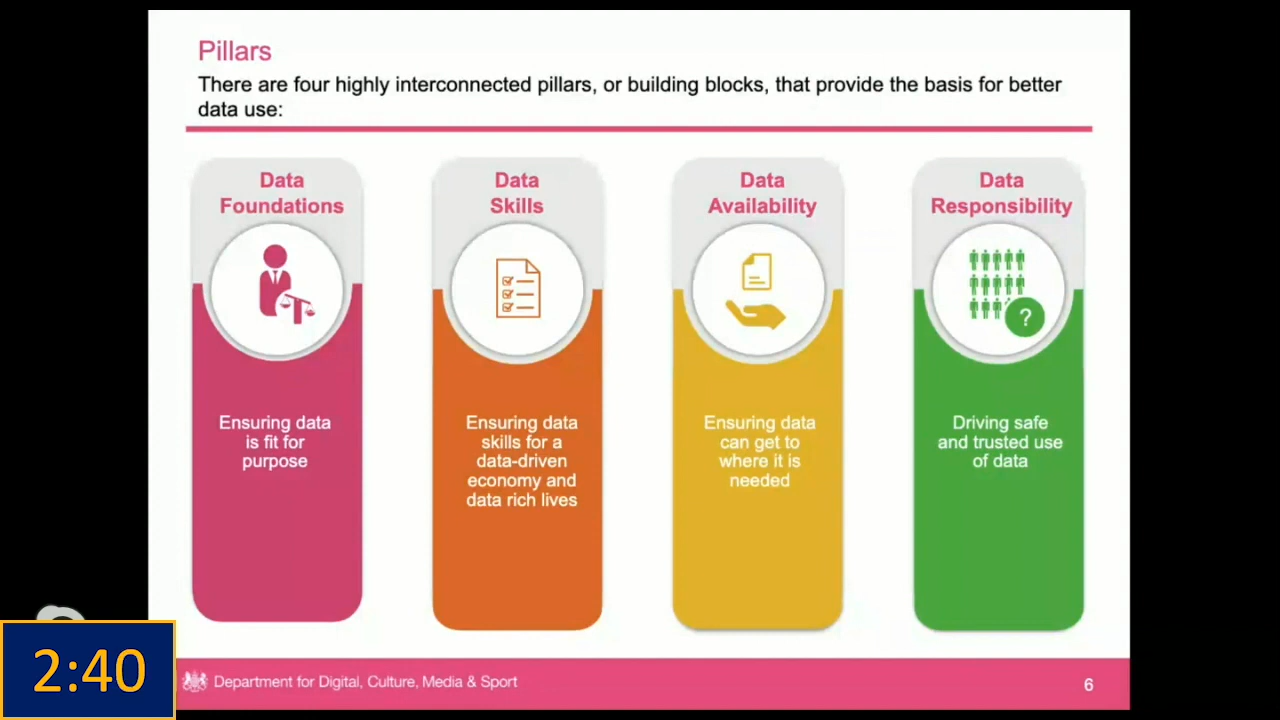 Pillars
There are four highly interconnected pillars, or building blocks, that provide the basis for better
data use:
Data
Foundations
Ensuring data
is fit for
purpose
Data
Skills
Ensuring data
skills for a
data-driven
economy and
data rich lives
Data
Availability
Ensuring data
can get to
where it is
needed
Data
Responsibility
?
Driving safe
and trusted use
of data
2:40
Department for Digital, Culture, Media & Sport
6